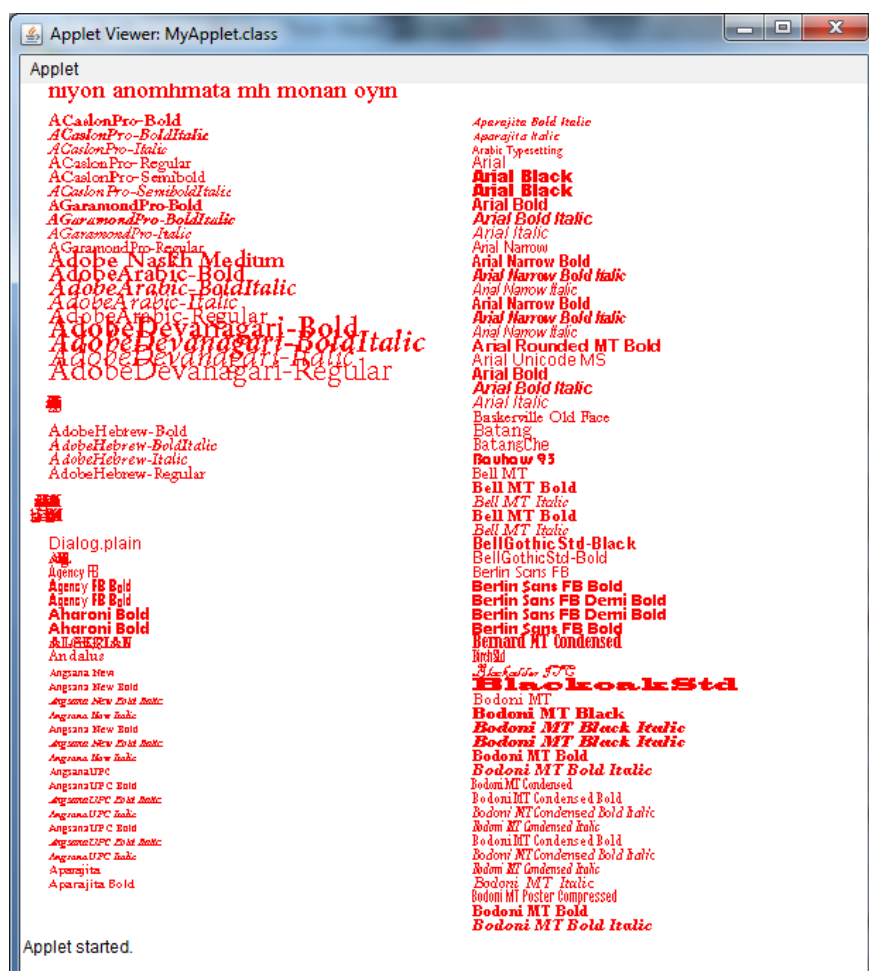 Applet Viewer: MyApplet.class
Applet
niyon anomhmata mh monan oyin
ACaslonPro-Bold
ACaslonPro-BoldItalic
ACaslonPro-Italic
ACaslonPro-Regular
ACaslonPro-Semibold
ACaslonPro-SemiboldItalic
AGaramondPro-Bold
AGaramondPro-BoldItalic
AGaramondPro-Italic
AGaramondPro-Regular
Adobe Naskh Medium
AdobeArabic-Bold
AdobeArabic-BoldItalic
AdobeArabic-Italic
AdobeArabic-Regular
AdobeDevanagari-Bold
AdobeDevanagari-BoldItalic
AdobeDevanagari-Italic
AdobeDevanagari-Regular
AdobeHebrew-Bold
AdobeHebrew-BoldItalic
AdobeHebrew-Italic
AdobeHebrew-Regular
Dialog.plain
Agency FB
Agency FB Bold
Agency FB Bold
Aharoni Bold
Aharoni Bold
ALGERIAN
Andalus
Angsana New
Angsana New Bold
Angsana New Bold Italic
Angsana New Italic
Angsana New Bold
Angsana New Bold Italic
Angsana New Italic
AngsanaUPC
AngsanaUPC Bold
AngsanaUPC Bold Italic
AngsanaUPC Italic
AngsanaUPC Bold
AngsanaUPC Bold Italic
AngsanaUPC Italic
Aparajita
Aparajita Bold
Aparajita Bold Italic
Aparajita Italic
Arabic Typesetting
Arial
Arial Black
Arial Black
Arial Bold
Arial Bold Italic
Arial Italic
Arial Narrow
Arial Narrow Bold
Arial Narrow Bold Italic
Arial Narrow Italic
Arial Narrow Bold
Arial Narrow Bold Italic
Arial Narrow Italic
Arial Rounded MT Bold
Arial Unicode MS
Arial Bold
Arial Bold Italic
Arial Italic
Baskerville Old Face
Batang
BatangChe
Bauhaus 93
Bell MT
Bell MT Bold
Bell MT Italic
Bell MT Bold
Bell MT Italic
BellGothicStd-Black
BellGothicStd-Bold
Berlin Sans FB
Berlin Sans FB Bold
Berlin Sans FB Demi Bold
Berlin Sans FB Demi Bold
Berlin Sans FB Bold
Bernard MT Condensed
BirchStd
Blackadder ITC
BlackoakStd
Bodoni MT
Bodoni MT Black
Bodoni MT Black Italic
Bodoni MT Black Italic
Bodoni MT Bold
Bodoni MT Bold Italic
Bodoni MT Condensed
Bodoni MT Condensed Bold
Bodoni MT Condensed Bold Italic
Bodoni MT Condensed Italic
Bodoni MT Condensed Bold
Bodoni MT Condensed Bold Italic
Bodoni MT Condensed Italic
Bodoni MT Italic
Bodoni MT Poster Compressed
Bodoni MT Bold
Bodoni MT Bold Italic
Applet started.